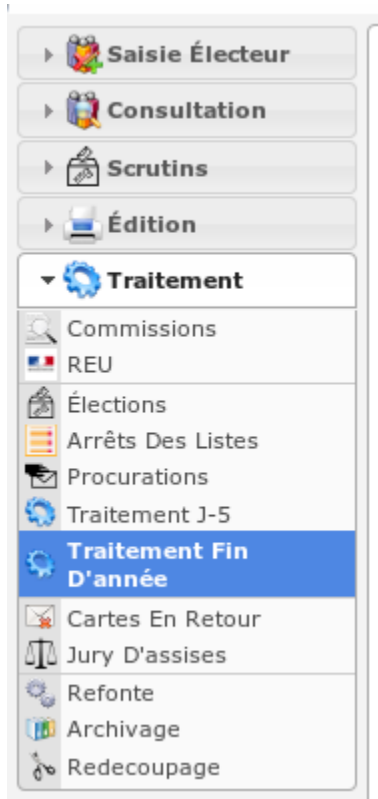 Saisie Électeur
Consultation
Scrutins
Édition
Traitement
Commissions
REU
Élections
Arrêts Des Listes
Procurations
Traitement J-5
Traitement Fin
D'année
Cartes En Retour
Jury D'assises
Refonte
Archivage
Redecoupage